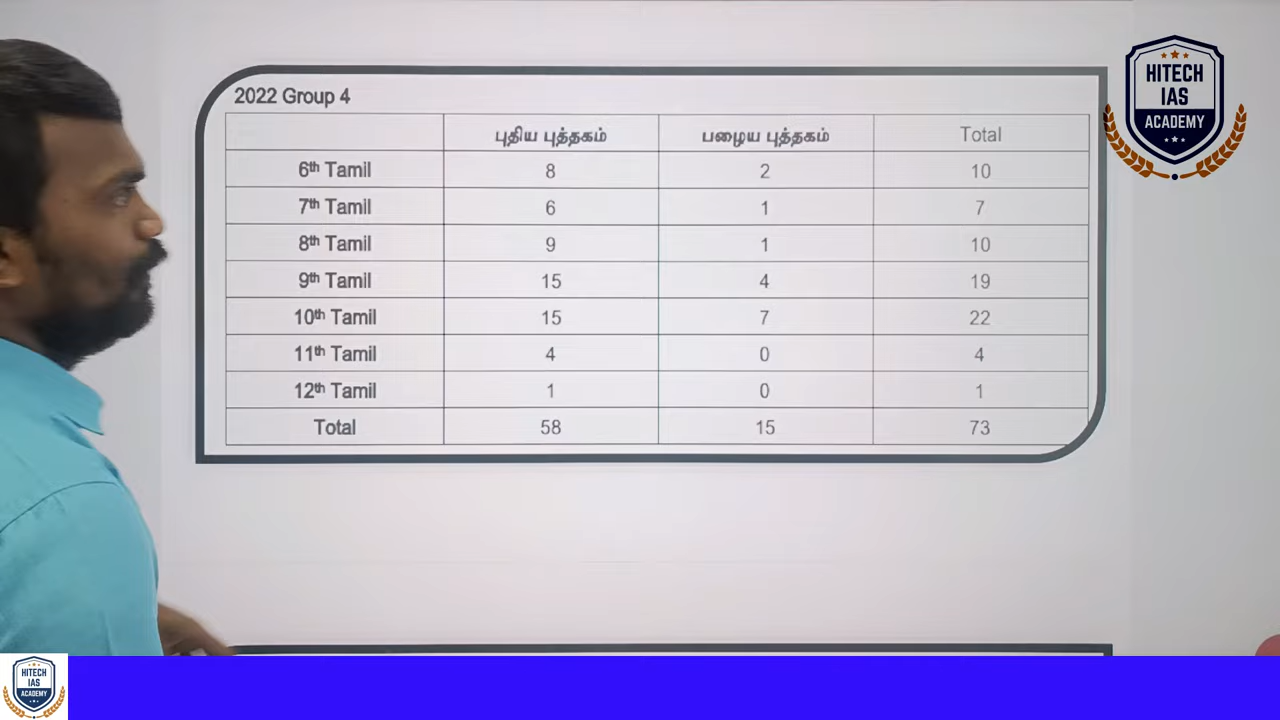 2022 Group 4
புதிய புத்தகம் பழைய புத்தகம் Total
6th Tamil 8 2 10
7th Tamil 6 1 7
8th Tamil 9 1 10
9th Tamil 15 4 19
10th Tamil 15 7 22
11th Tamil 4 0 4
12th Tamil 1 0 1
Total 58 15 73
HITECH
IAS
ACADEMY
HITECH
IAS
ACADEMY